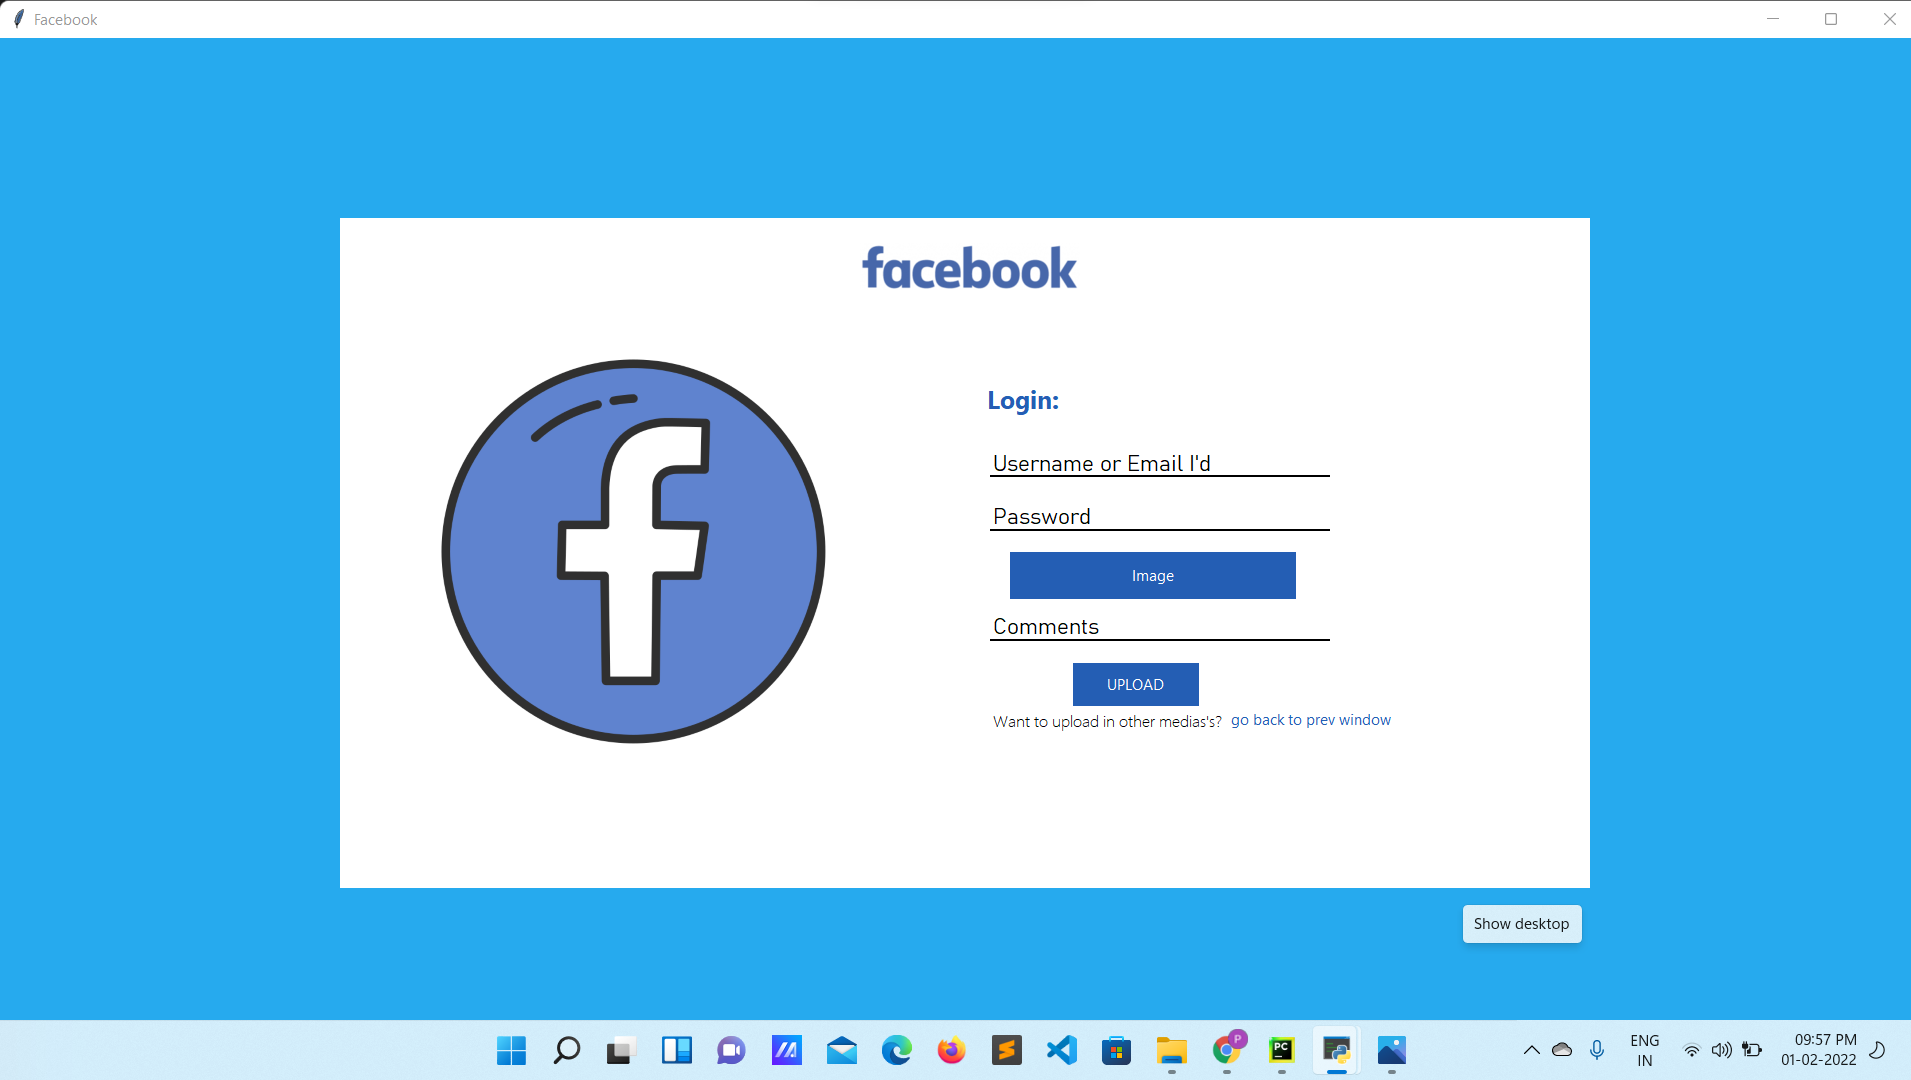 Facebook
facebook
Login:
Username or Email I'd
Password
Image
Comments
UPLOAD
Want to upload in other medias's? go back to prev window
Show desktop
P
PC
ENG
IN
09:57 PM
01-02-2022